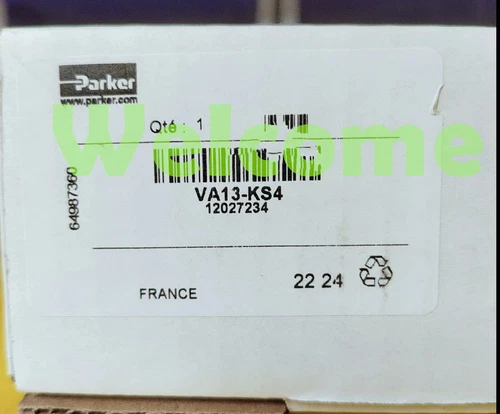 Parker
www.parker.com
Qté : 1
Welcome
64987360
VA13-KS4
12027234
22 24
FRANCE